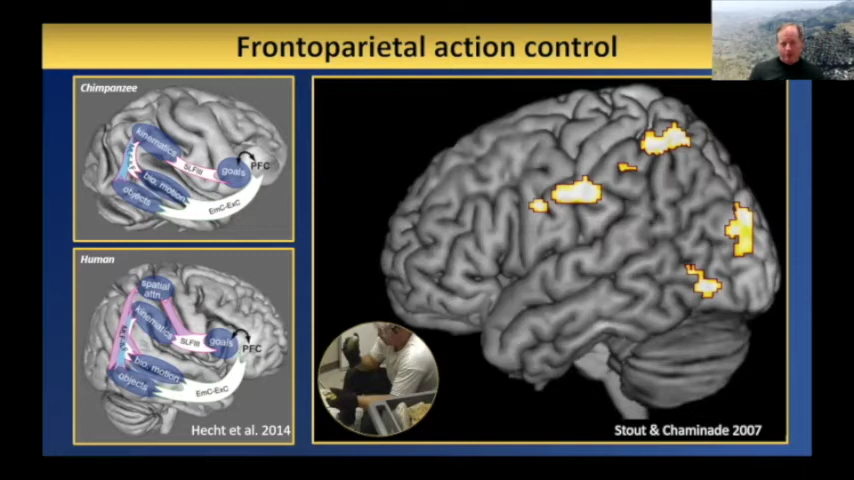 Frontoparietal action control
Chimpanzee
kinematics
SLFIII
goals
PFC
bio. motion
objects
EmC-ExC
Human
spatial
attn.
kinematics
SLFIII
goals
PFC
MLF
bio. motion
objects
EmC-ExC
Hecht et al. 2014
Stout & Chaminade 2007